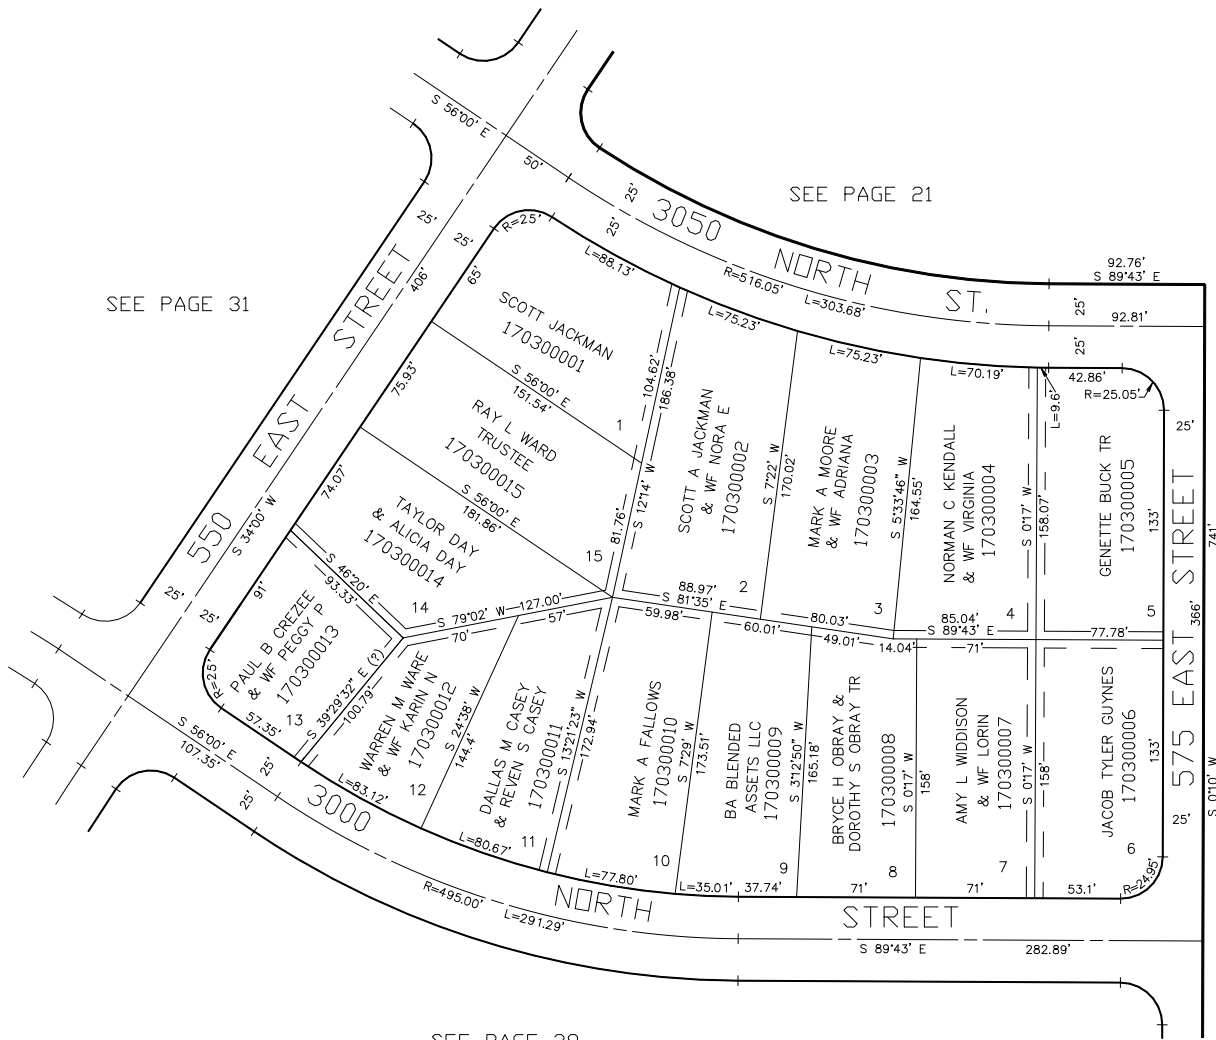 SEE PAGE 21
SEE PAGE 31
S 56°00' E
50'
25'
25'
3050 NORTH ST.
R=516.05'
L=303.68'
92.76'
S 89°43' E
25'
92.81'
25'
25'
25'
406'
550 EAST STREET
S 34°00' W
25'
25'
R=25'
L=88.13'
65'
SCOTT JACKMAN
170300001
1
104.62'
186.38'
S 12°14' W
81.76'
S 56°00' E
151.54'
75.93'
RAY L WARD
TRUSTEE
170300015
15
S 56°00' E
181.86'
74.07'
TAYLOR DAY
& ALICIA DAY
170300014
14
S 46°20' E
93.33'
S 79°02' W
127.00'
91'
PAUL B CREZEE
& WF PEGGY P
170300013
13
R=25'
57.35'
S 39°29'32" E (?)
100.79'
L=75.23'
SCOTT A JACKMAN
& WF NORA E
170300002
2
S 7°22' W
170.02'
88.97'
S 81°35' E
L=75.23'
MARK A MOORE
& WF ADRIANA
170300003
3
S 5°33'46" W
164.55'
80.03'
L=70.19'
NORMAN C KENDALL
& WF VIRGINIA
170300004
4
S 0°17' W
158.07'
85.04'
S 89°43' E
L=9.6'
42.86'
R=25.05'
GENETTE BUCK TR
170300005
5
133'
77.78'
25'
575 EAST STREET
366'
741'
S 0°10' W
25'
70'
57'
WARREN M WARE
& WF KARIN N
170300012
12
L=83.12'
S 24°38' W
144.4'
DALLAS M CASEY
& REVEN S CASEY
170300011
11
L=80.67'
S 13°21'23" W
172.94'
59.98'
MARK A FALLOWS
170300010
10
L=77.80'
S 7°29' W
173.51'
60.01'
BA BLENDED
ASSETS LLC
170300009
9
L=35.01'
37.74'
S 3°12'50" W
165.18'
49.01'
14.04'
BRYCE H OBRAY &
DOROTHY S OBRAY TR
170300008
8
71'
S 0°17' W
158'
71'
AMY L WIDDISON
& WF LORIN
170300007
7
71'
S 0°17' W
158'
JACOB TYLER GUYNES
170300006
6
133'
53.1'
R=24.95'
S 56°00' E
107.35'
25'
25'
3000 NORTH STREET
R=495.00'
L=291.29'
S 89°43' E
282.89'